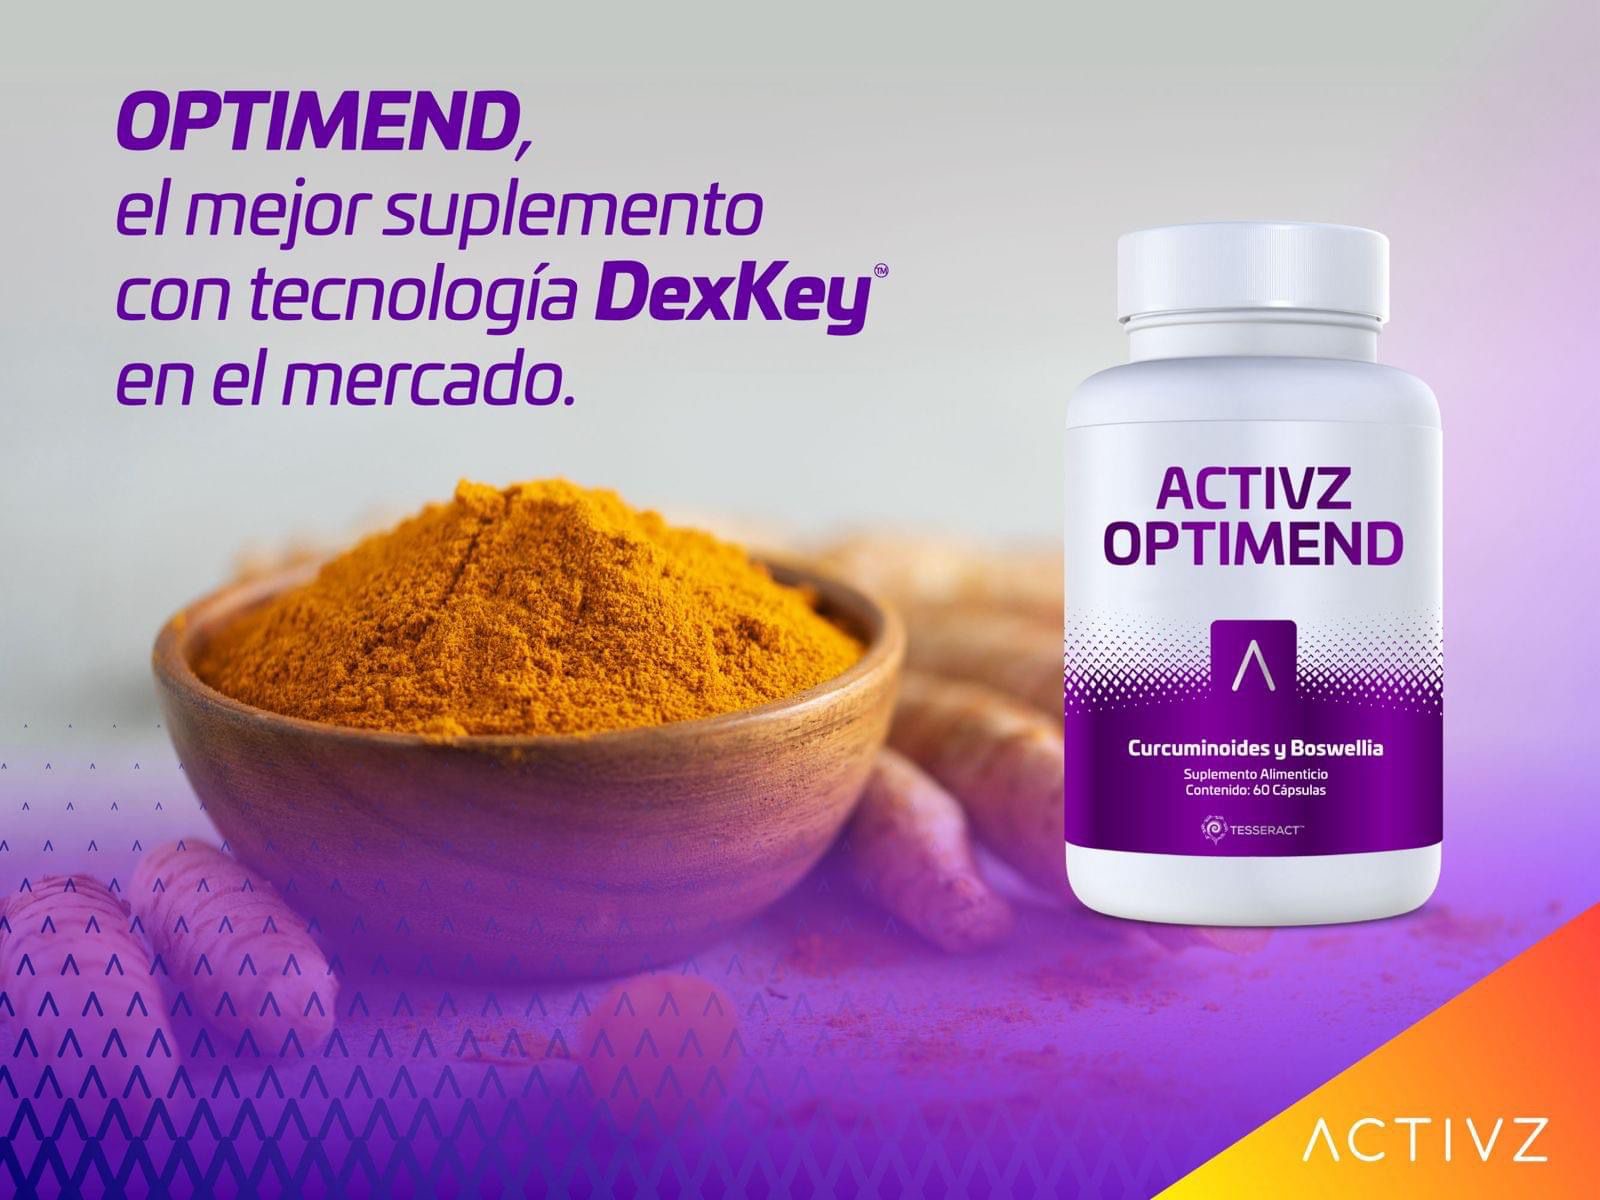 OPTIMEND,
el mejor suplemento
con tecnología DexKey™
en el mercado.
ACTIVZ
OPTIMEND
Curcuminoides y Boswellia
Suplemento Alimenticio
Contenido: 60 Cápsulas
TESSERACT™
ACTIVZ